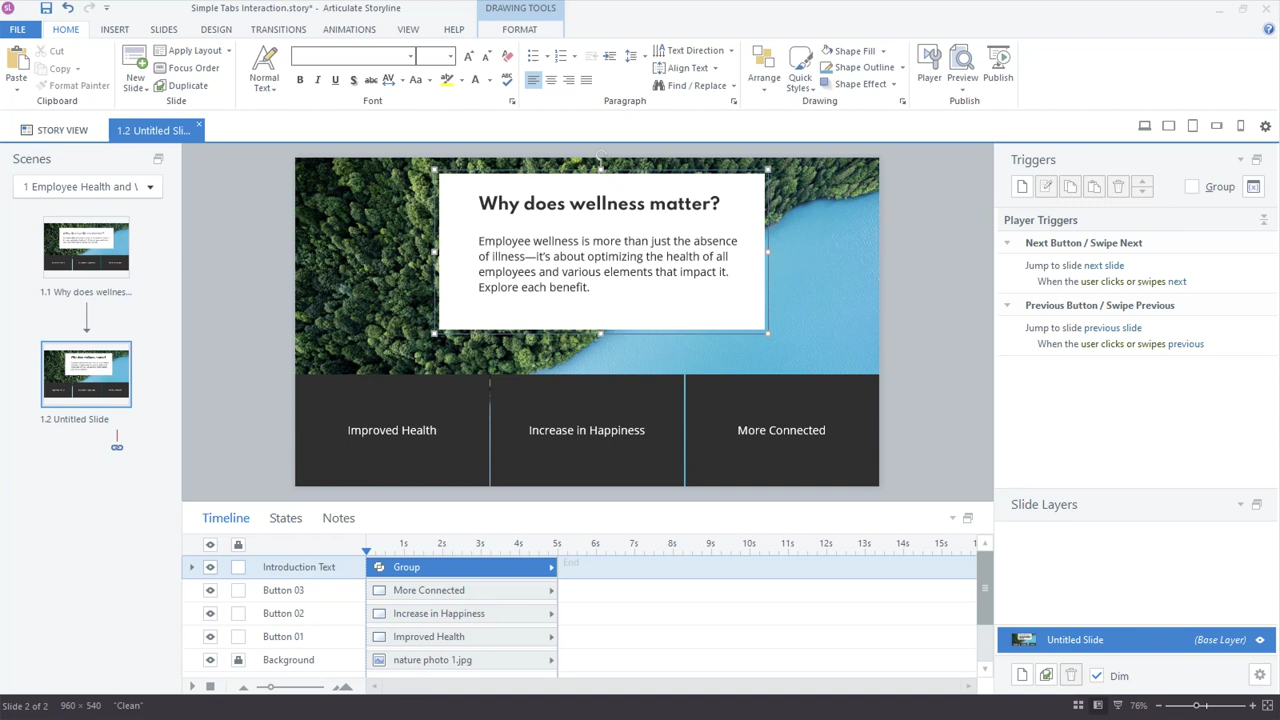 Simple Tabs Interaction.story* - Articulate Storyline
DRAWING TOOLS
FILE HOME INSERT SLIDES DESIGN TRANSITIONS ANIMATIONS VIEW HELP FORMAT
Paste
Cut
Copy
Format Painter
Clipboard
New Slide
Apply Layout
Focus Order
Duplicate
Slide
Normal Text
Font
Paragraph
Text Direction
Align Text
Find / Replace
Arrange
Quick Styles
Shape Fill
Shape Outline
Shape Effect
Drawing
Player
Preview
Publish
Publish
STORY VIEW
1.2 Untitled Sli...
Scenes
1 Employee Health and \
1.1 Why does wellnes...
1.2 Untitled Slide
Why does wellness matter?
Employee wellness is more than just the absence
of illness—it's about optimizing the health of all
employees and various elements that impact it.
Explore each benefit.
Improved Health
Increase in Happiness
More Connected
Timeline States Notes
1s 2s 3s 4s 5s 6s 7s 8s 9s 10s 11s 12s 13s 14s 15s
Introduction Text
Group
End
Button 03
More Connected
Button 02
Increase in Happiness
Button 01
Improved Health
Background
nature photo 1.jpg
Triggers
Group
Player Triggers
Next Button / Swipe Next
Jump to slide next slide
When the user clicks or swipes next
Previous Button / Swipe Previous
Jump to slide previous slide
When the user clicks or swipes previous
Slide Layers
Untitled Slide
(Base Layer)
Dim
Slide 2 of 2
960 × 540
"Clean"
76%